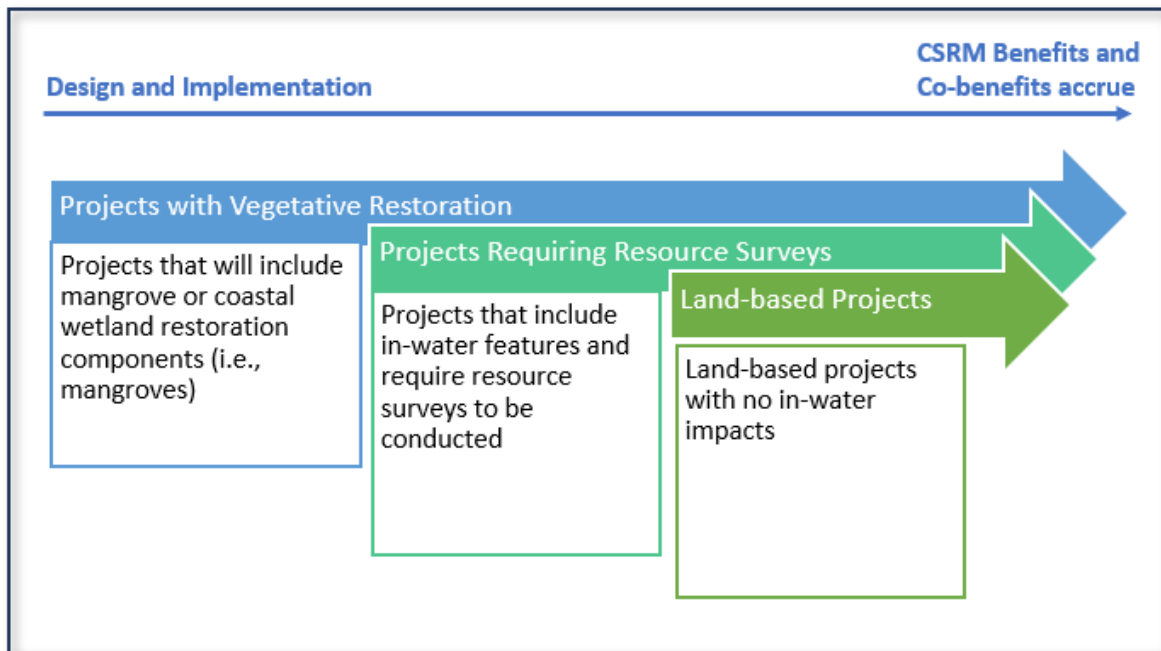 Design and Implementation
CSRM Benefits and
Co-benefits accrue
Projects with Vegetative Restoration
Projects that will include
mangrove or coastal
wetland restoration
components (i.e.,
mangroves)
Projects Requiring Resource Surveys
Projects that include
in-water features and
require resource
surveys to be
conducted
Land-based Projects
Land-based projects
with no in-water
impacts